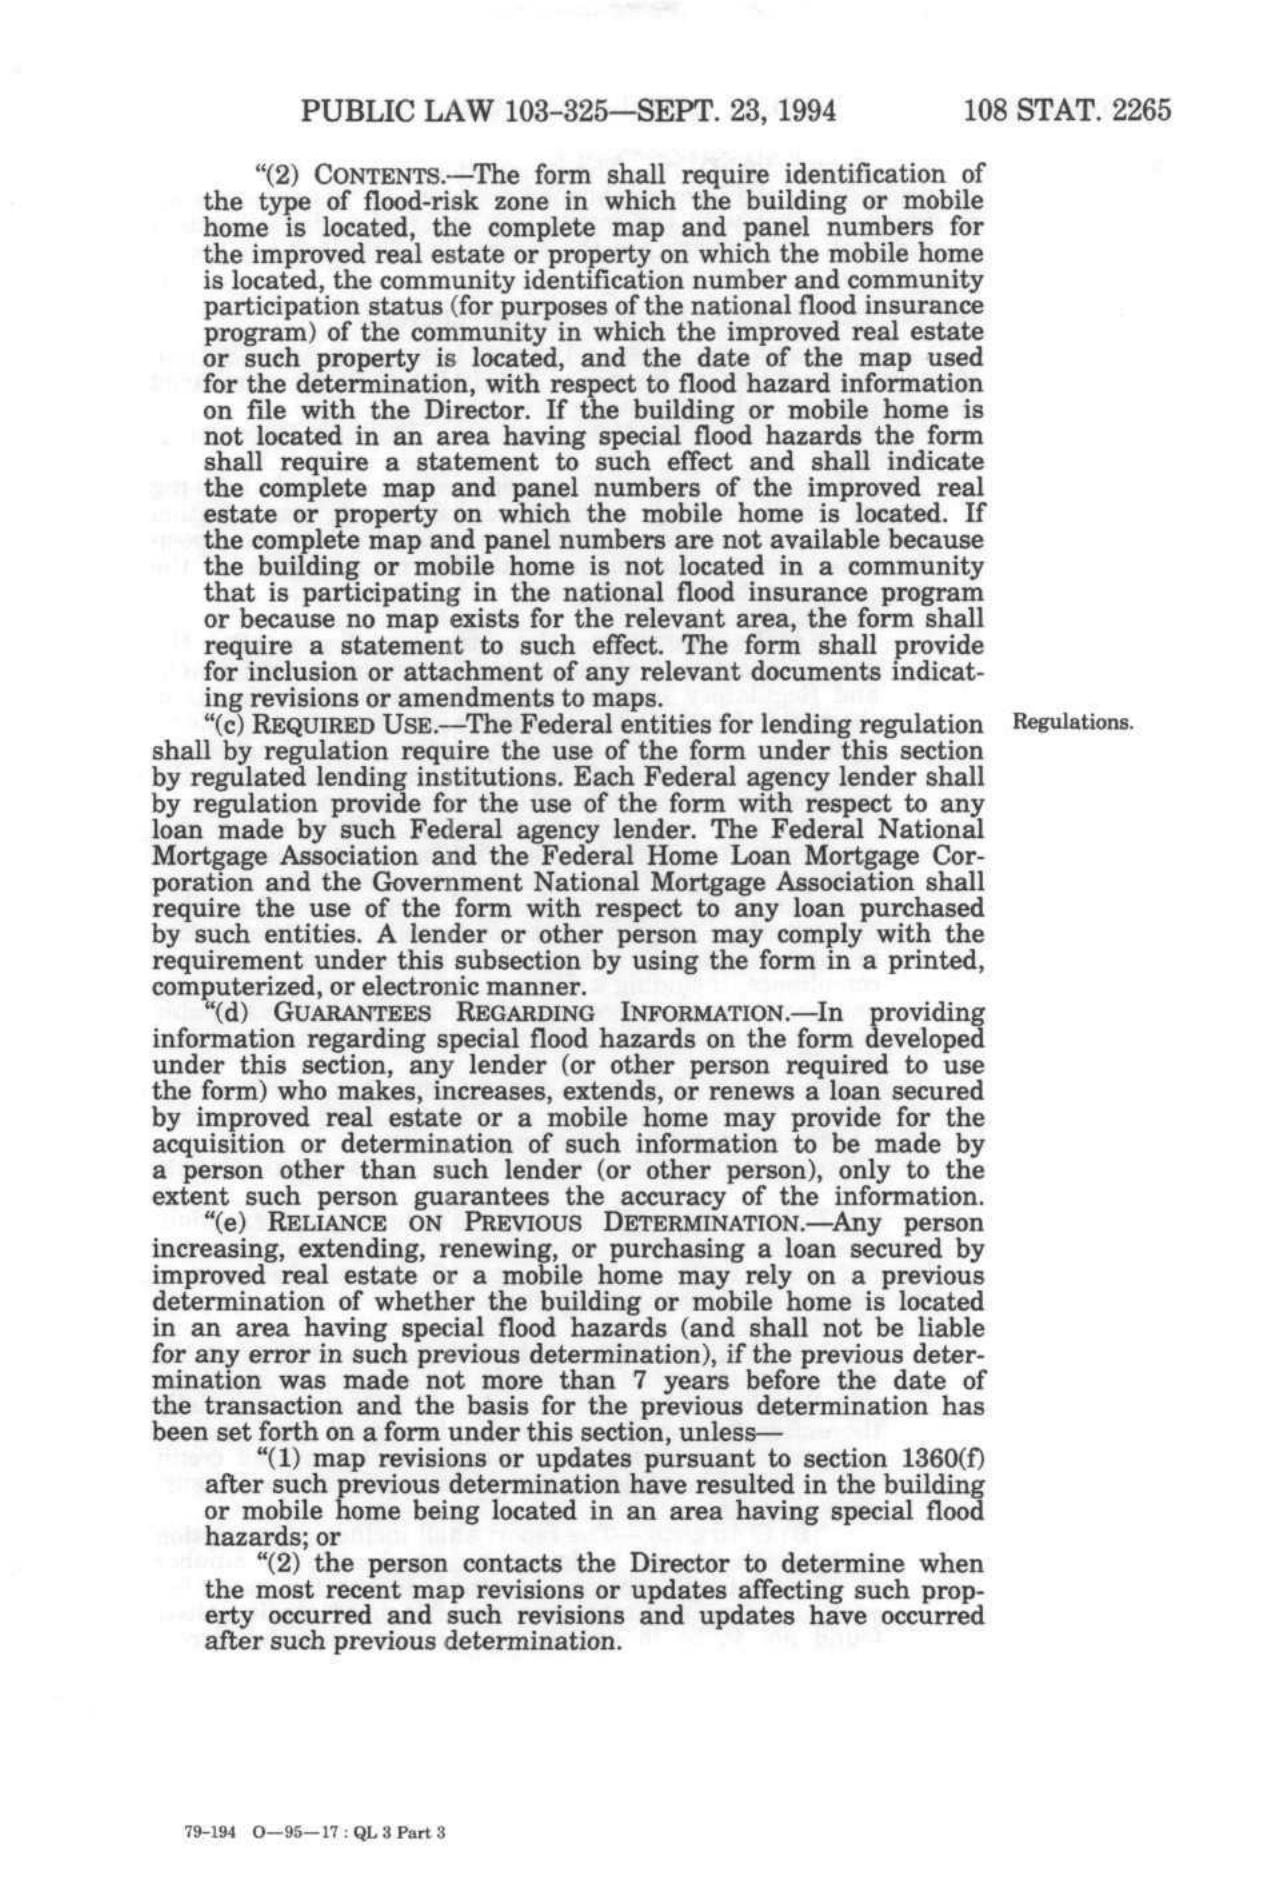 PUBLIC LAW 103–325—SEPT. 23, 1994 108 STAT. 2265
“(2) CONTENTS.—The form shall require identification of
the type of flood-risk zone in which the building or mobile
home is located, the complete map and panel numbers for
the improved real estate or property on which the mobile home
is located, the community identification number and community
participation status (for purposes of the national flood insurance
program) of the community in which the improved real estate
or such property is located, and the date of the map used
for the determination, with respect to flood hazard information
on file with the Director. If the building or mobile home is
not located in an area having special flood hazards the form
shall require a statement to such effect and shall indicate
the complete map and panel numbers of the improved real
estate or property on which the mobile home is located. If
the complete map and panel numbers are not available because
the building or mobile home is not located in a community
that is participating in the national flood insurance program
or because no map exists for the relevant area, the form shall
require a statement to such effect. The form shall provide
for inclusion or attachment of any relevant documents indicat-
ing revisions or amendments to maps.
“(c) REQUIRED USE.—The Federal entities for lending regulation Regulations.
shall by regulation require the use of the form under this section
by regulated lending institutions. Each Federal agency lender shall
by regulation provide for the use of the form with respect to any
loan made by such Federal agency lender. The Federal National
Mortgage Association and the Federal Home Loan Mortgage Cor-
poration and the Government National Mortgage Association shall
require the use of the form with respect to any loan purchased
by such entities. A lender or other person may comply with the
requirement under this subsection by using the form in a printed,
computerized, or electronic manner.
“(d) GUARANTEES REGARDING INFORMATION.—In providing
information regarding special flood hazards on the form developed
under this section, any lender (or other person required to use
the form) who makes, increases, extends, or renews a loan secured
by improved real estate or a mobile home may provide for the
acquisition or determination of such information to be made by
a person other than such lender (or other person), only to the
extent such person guarantees the accuracy of the information.
“(e) RELIANCE ON PREVIOUS DETERMINATION.—Any person
increasing, extending, renewing, or purchasing a loan secured by
improved real estate or a mobile home may rely on a previous
determination of whether the building or mobile home is located
in an area having special flood hazards (and shall not be liable
for any error in such previous determination), if the previous deter-
mination was made not more than 7 years before the date of
the transaction and the basis for the previous determination has
been set forth on a form under this section, unless—
“(1) map revisions or updates pursuant to section 1360(f)
after such previous determination have resulted in the building
or mobile home being located in an area having special flood
hazards; or
“(2) the person contacts the Director to determine when
the most recent map revisions or updates affecting such prop-
erty occurred and such revisions and updates have occurred
after such previous determination.
79–194 O—95—17 : QL 3 Part 3